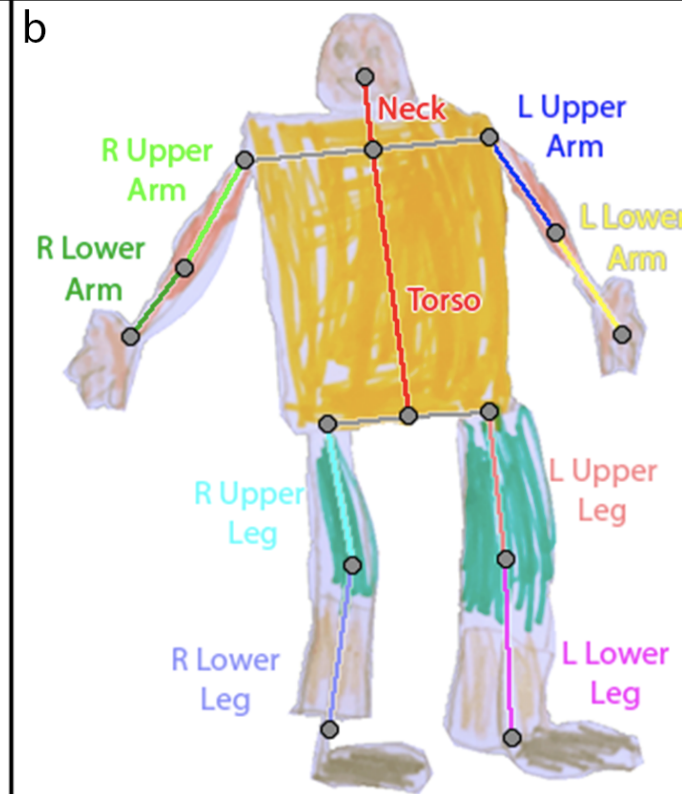 b
Neck
L Upper
Arm
R Upper
Arm
L Lower
Arm
R Lower
Arm
Torso
R Upper
Leg
L Upper
Leg
R Lower
Leg
L Lower
Leg